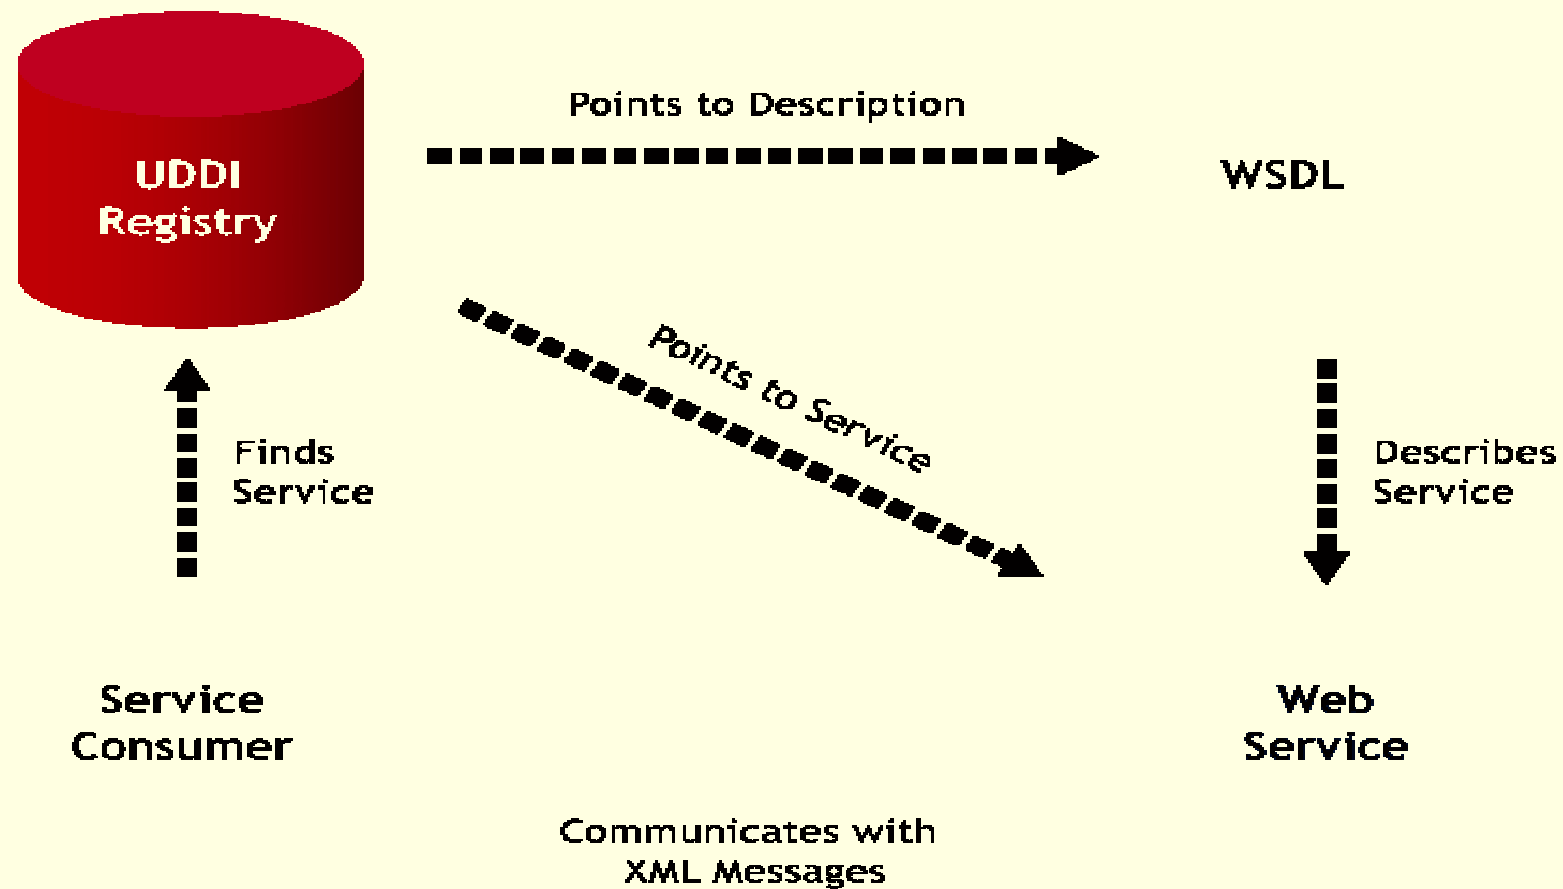 Points to Description
UDDI
Registry
WSDL
Points to Service
Finds
Service
Describes
Service
Service
Consumer
Web
Service
Communicates with
XML Messages